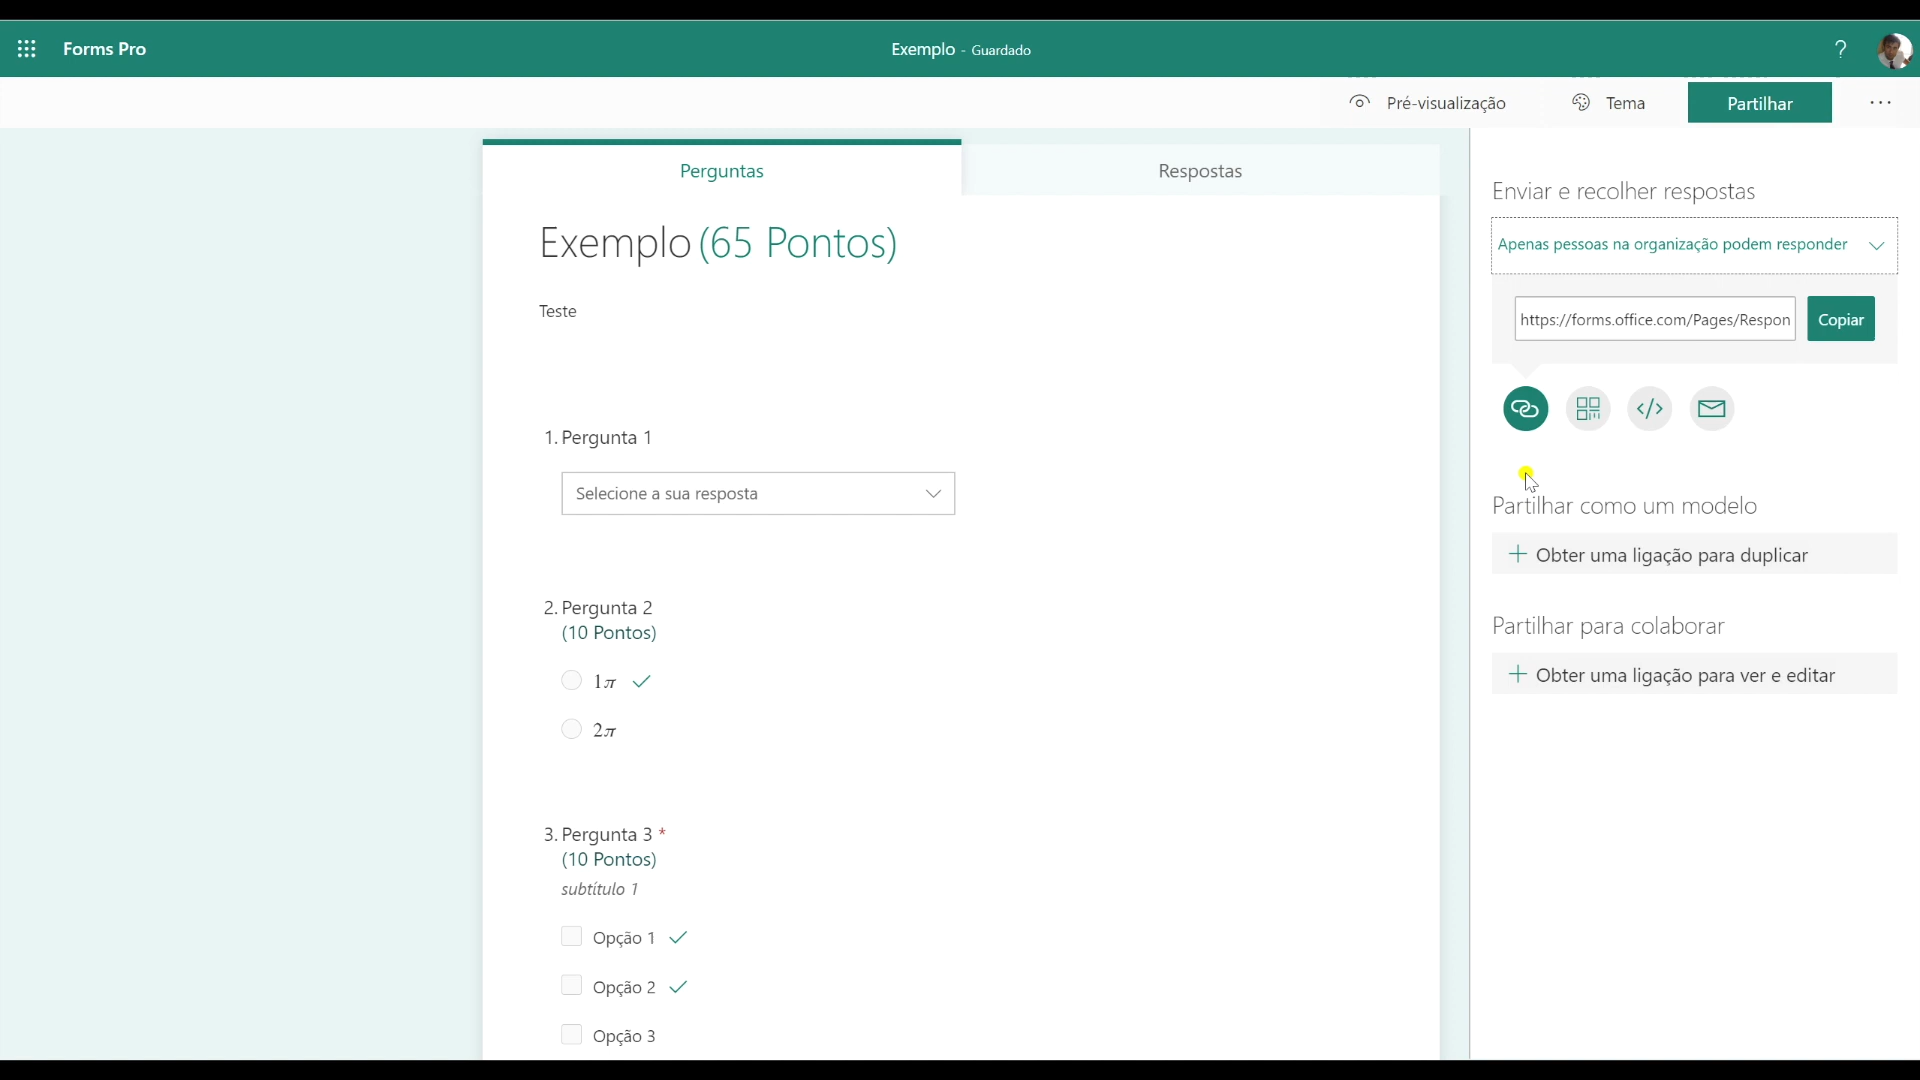 Forms Pro
Exemplo - Guardado
?
Pré-visualização
Tema
Partilhar
...
Perguntas
Respostas
Exemplo (65 Pontos)
Teste
1. Pergunta 1
Selecione a sua resposta
2. Pergunta 2
(10 Pontos)
1π
2π
3. Pergunta 3 *
(10 Pontos)
subtítulo 1
Opção 1
Opção 2
Opção 3
Enviar e recolher respostas
Apenas pessoas na organização podem responder
https://forms.office.com/Pages/Respon
Copiar
</>
Partilhar como um modelo
+ Obter uma ligação para duplicar
Partilhar para colaborar
+ Obter uma ligação para ver e editar